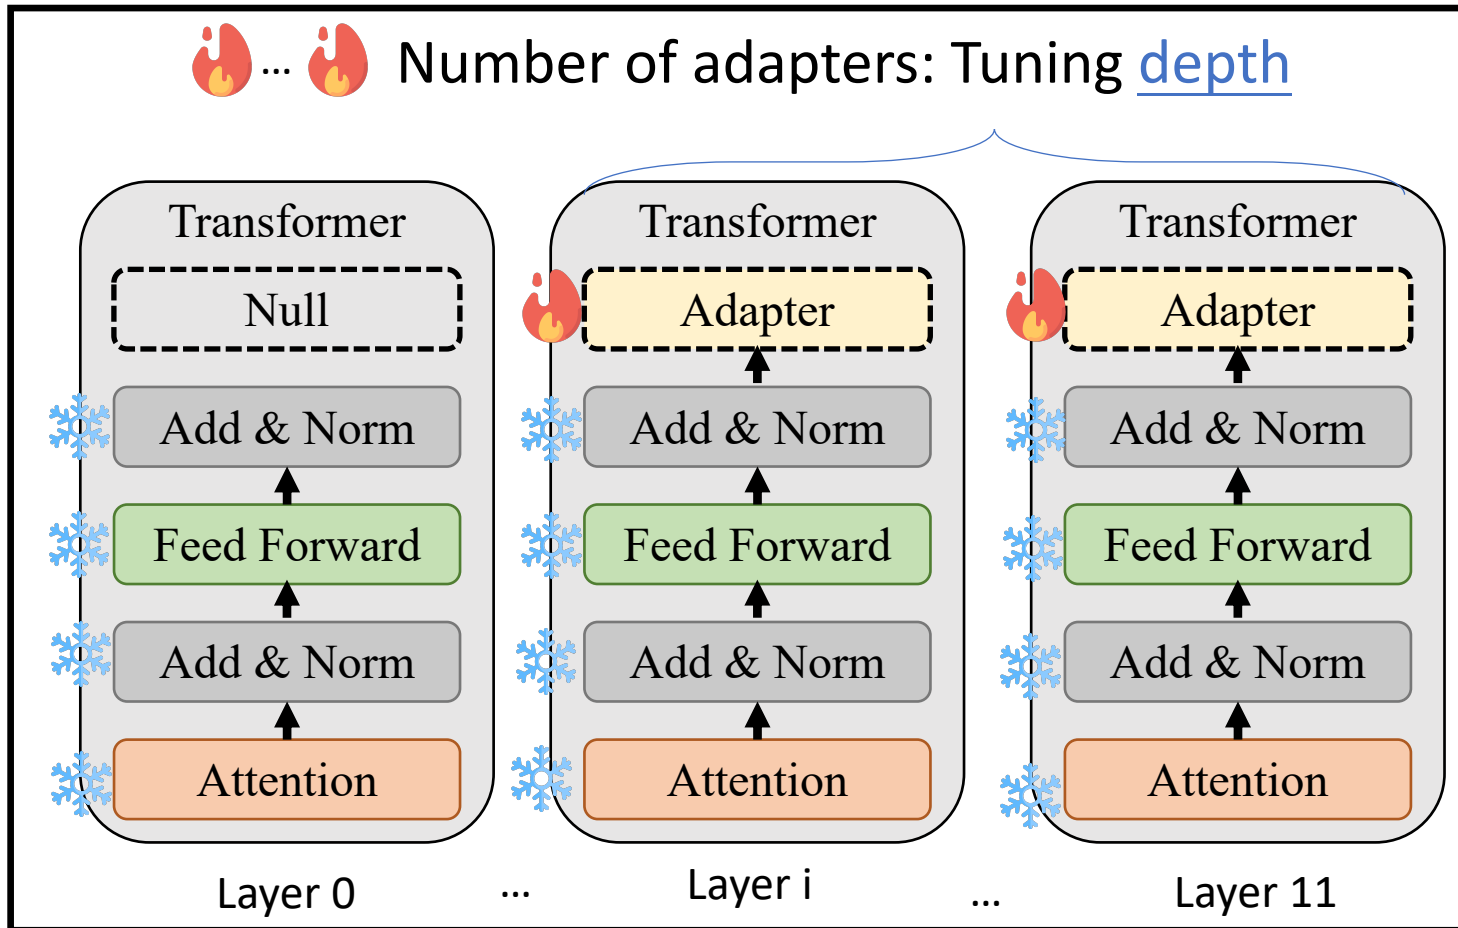 ... Number of adapters: Tuning depth
Transformer
Null
Add & Norm
Feed Forward
Add & Norm
Attention
Layer 0
...
Transformer
Adapter
Add & Norm
Feed Forward
Add & Norm
Attention
Layer i
...
Transformer
Adapter
Add & Norm
Feed Forward
Add & Norm
Attention
Layer 11